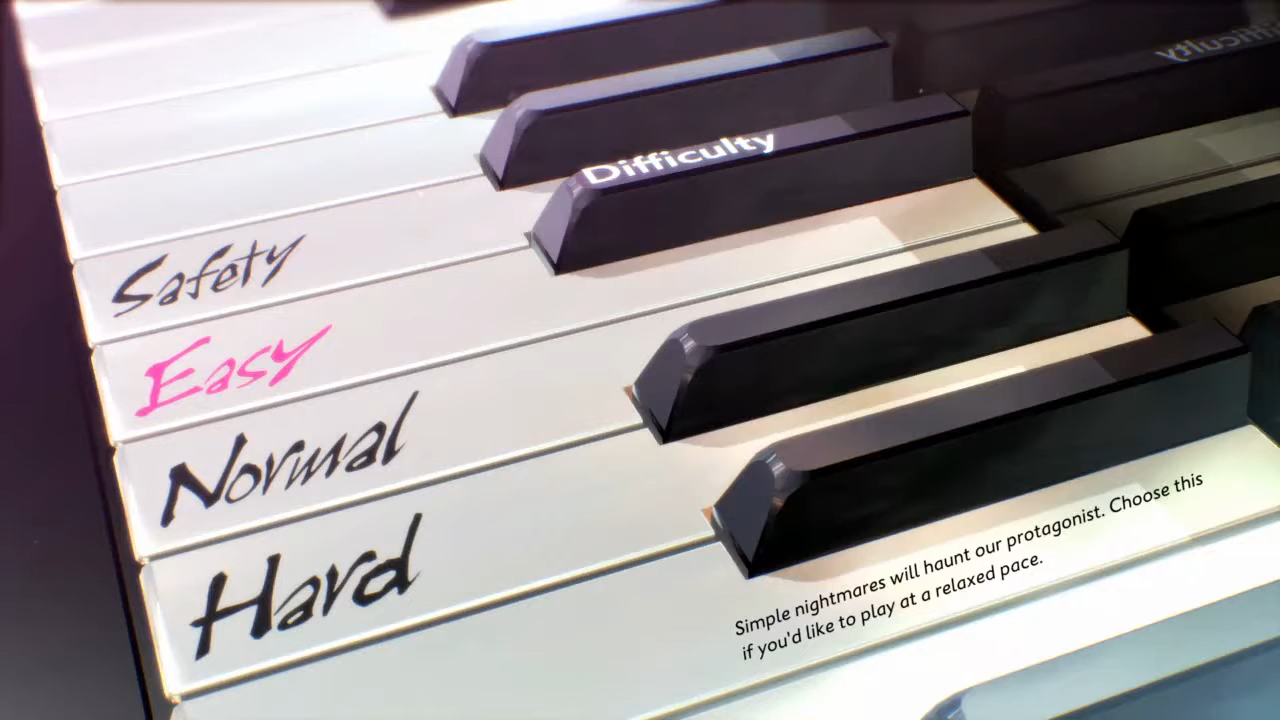 Difficulty
Difficulty
Safety
Easy
Normal
Hard
Simple nightmares will haunt our protagonist. Choose this
if you'd like to play at a relaxed pace.